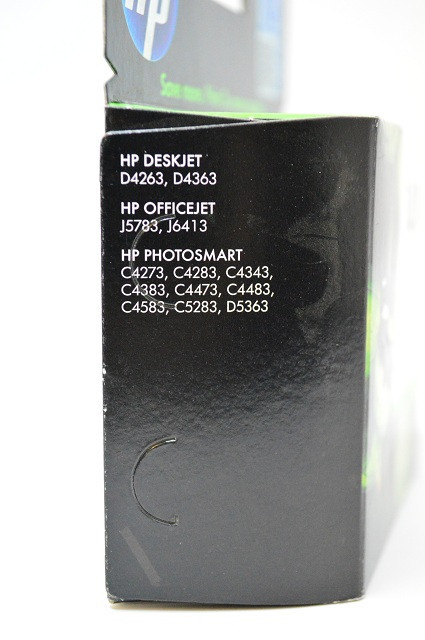 hp
HP DESKJET
D4263, D4363
HP OFFICEJET
J5783, J6413
HP PHOTOSMART
C4273, C4283, C4343,
C4383, C4473, C4483,
C4583, C5283, D5363